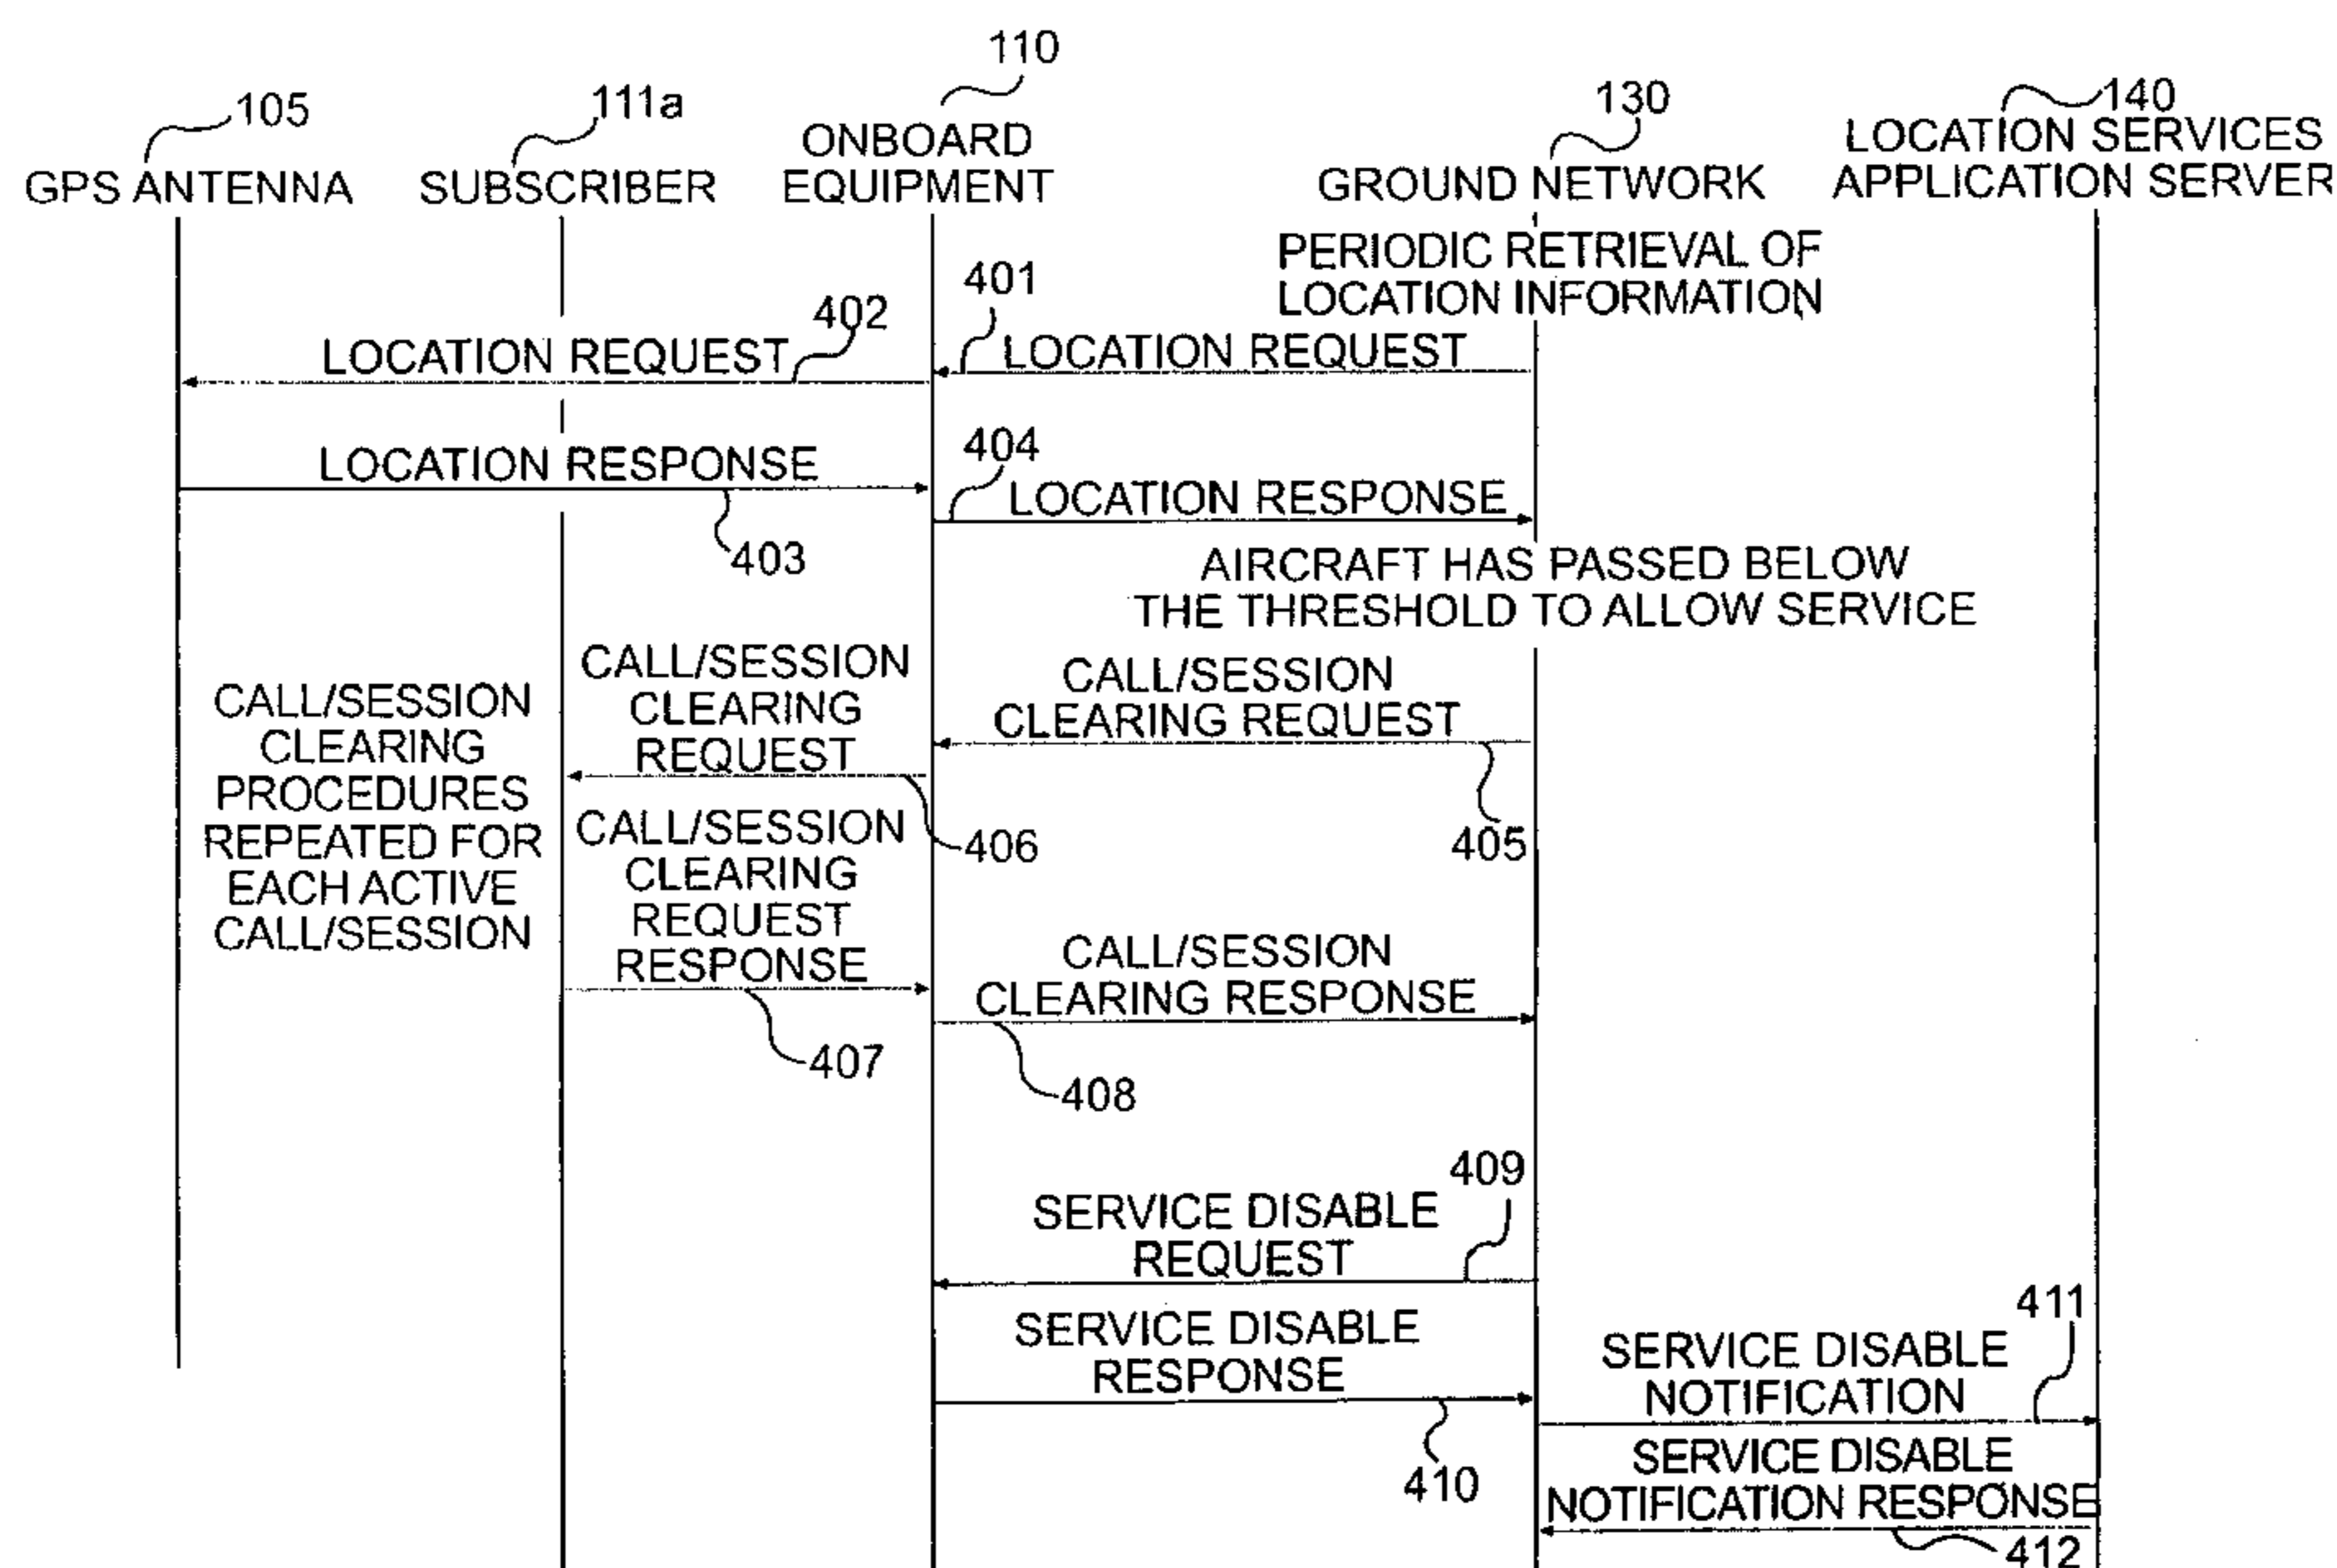 110
105
111a
130
140
GPS ANTENNA
SUBSCRIBER
ONBOARD
EQUIPMENT
GROUND NETWORK
LOCATION SERVICES
APPLICATION SERVER
PERIODIC RETRIEVAL OF
LOCATION INFORMATION
401
LOCATION REQUEST
402
LOCATION REQUEST
LOCATION RESPONSE
403
404
LOCATION RESPONSE
AIRCRAFT HAS PASSED BELOW
THE THRESHOLD TO ALLOW SERVICE
CALL/SESSION
CLEARING REQUEST
405
CALL/SESSION
CLEARING
REQUEST
406
CALL/SESSION
CLEARING
PROCEDURES
REPEATED FOR
EACH ACTIVE
CALL/SESSION
CALL/SESSION
CLEARING
REQUEST
RESPONSE
407
CALL/SESSION
CLEARING RESPONSE
408
409
SERVICE DISABLE
REQUEST
SERVICE DISABLE
RESPONSE
410
411
SERVICE DISABLE
NOTIFICATION
SERVICE DISABLE
NOTIFICATION RESPONSE
412